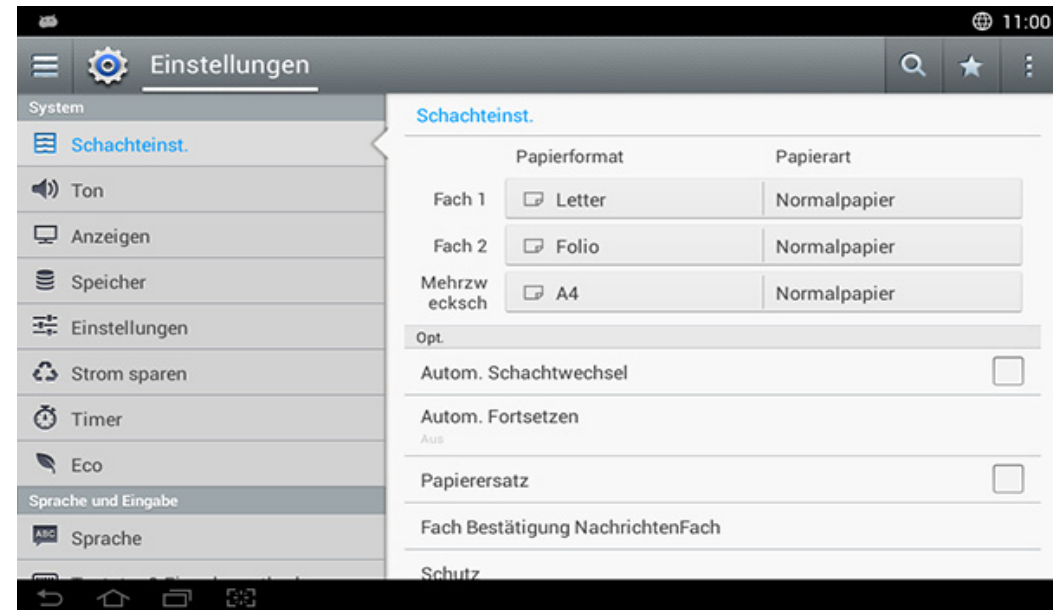 11:00
Einstellungen
System
Schachteinst.
Ton
Anzeigen
Speicher
Einstellungen
Strom sparen
Timer
Eco
Sprache und Eingabe
ABC
Sprache
Schachteinst.
Papierformat Papierart
Fach 1 Letter Normalpapier
Fach 2 Folio Normalpapier
Mehrzw
ecksch A4 Normalpapier
Opt.
Autom. Schachtwechsel
Autom. Fortsetzen
Aus
Papierersatz
Fach Bestätigung NachrichtenFach
Schutz